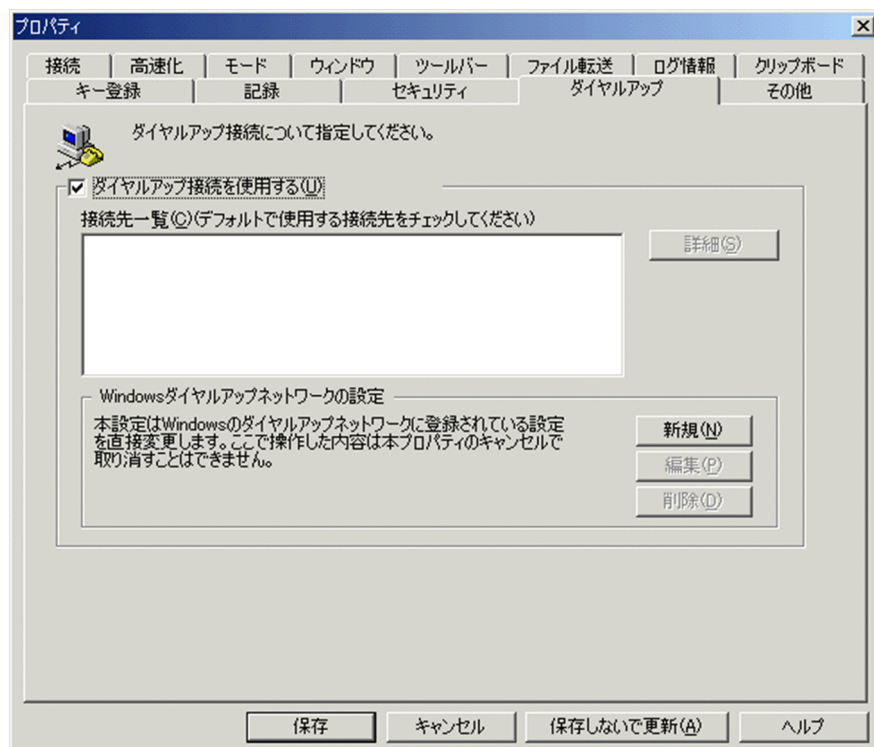 プロパティ
接続 高速化 モード ウィンドウ ツールバー ファイル転送 ログ情報 クリップボード
キー登録 記録 セキュリティ ダイヤルアップ その他
ダイヤルアップ接続について指定してください。
ダイヤルアップ接続を使用する(U)
接続先一覧(C)(デフォルトで使用する接続先をチェックしてください)
詳細(S)
Windowsダイヤルアップネットワークの設定
本設定はWindowsのダイヤルアップネットワークに登録されている設定
を直接変更します。ここで操作した内容は本プロパティのキャンセルで
取り消すことはできません。
新規(N)
編集(P)
削除(D)
保存 キャンセル 保存しないで更新(A) ヘルプ